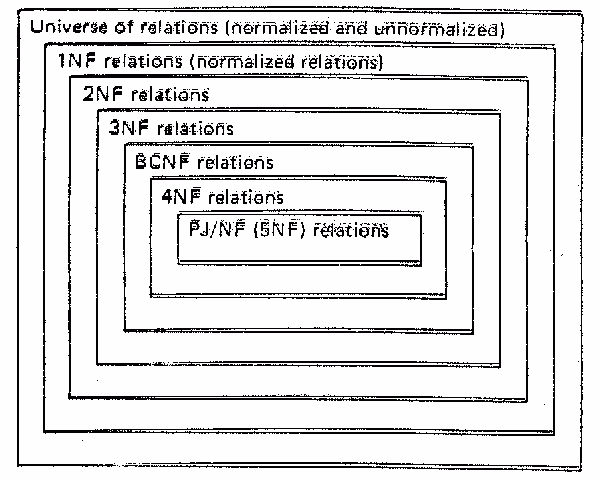 Universe of relations (normalized and unnormalized)
1NF relations (normalized relations)
2NF relations
3NF relations
BCNF relations
4NF relations
PJ/NF (5NF) relations